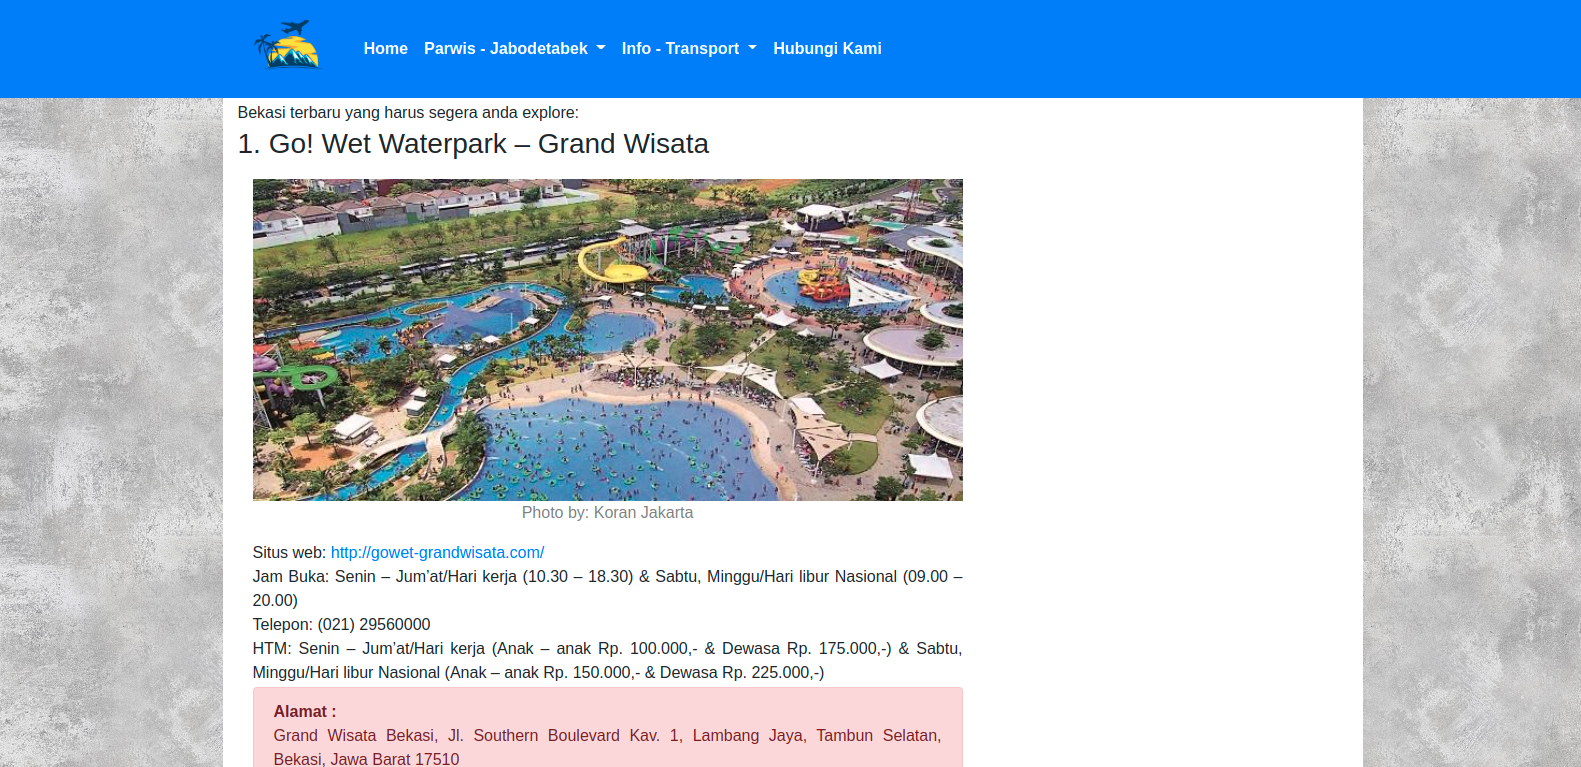 Home Parwis - Jabodetabek Info - Transport Hubungi Kami
Bekasi terbaru yang harus segera anda explore:
1. Go! Wet Waterpark – Grand Wisata
Photo by: Koran Jakarta
Situs web: http://gowet-grandwisata.com/
Jam Buka: Senin – Jum’at/Hari kerja (10.30 – 18.30) & Sabtu, Minggu/Hari libur Nasional (09.00 –
20.00)
Telepon: (021) 29560000
HTM: Senin – Jum’at/Hari kerja (Anak – anak Rp. 100.000,- & Dewasa Rp. 175.000,-) & Sabtu,
Minggu/Hari libur Nasional (Anak – anak Rp. 150.000,- & Dewasa Rp. 225.000,-)
Alamat :
Grand Wisata Bekasi, Jl. Southern Boulevard Kav. 1, Lambang Jaya, Tambun Selatan,
Bekasi, Jawa Barat 17510